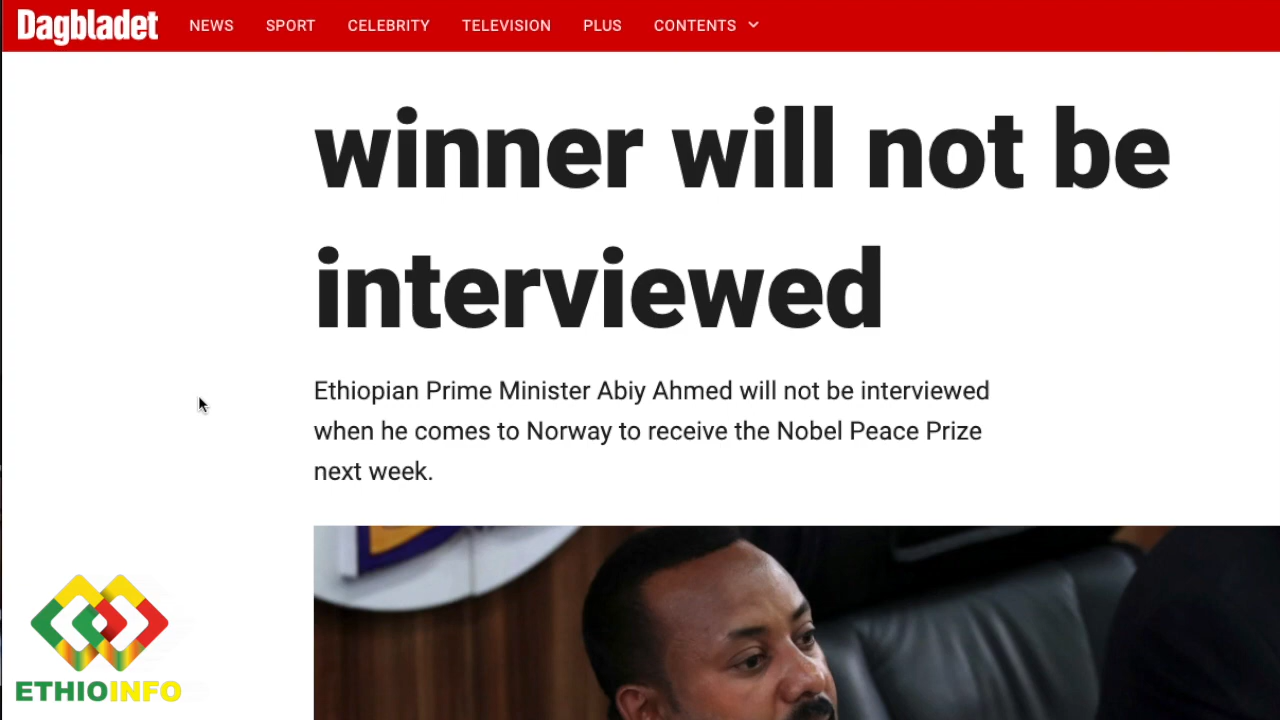 Dagbladet NEWS SPORT CELEBRITY TELEVISION PLUS CONTENTS
winner will not be
interviewed
Ethiopian Prime Minister Abiy Ahmed will not be interviewed
when he comes to Norway to receive the Nobel Peace Prize
next week.
ETHIOINFO